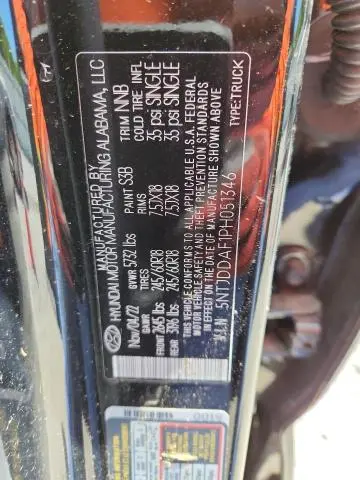 MANUFACTURED BY
HYUNDAI MOTOR MANUFACTURING ALABAMA, LLC
Nov/04/22 GVWR 5732 lbs PAINT S3B TRIM NNB
GAWR TIRES RIMS COLD TIRE INFL
FRONT 2645 lbs 245/60R18 7.5JX18 35 psi SINGLE
REAR 3086 lbs 245/60R18 7.5JX18 35 psi SINGLE
THIS VEHICLE CONFORMS TO ALL APPLICABLE U.S.A. FEDERAL
MOTOR VEHICLE SAFETY AND THEFT PREVENTION STANDARDS
IN EFFECT ON THE DATE OF MANUFACTURE SHOWN ABOVE
V.I.N: 5NTJDDAF1PH051346 TYPE:TRUCK